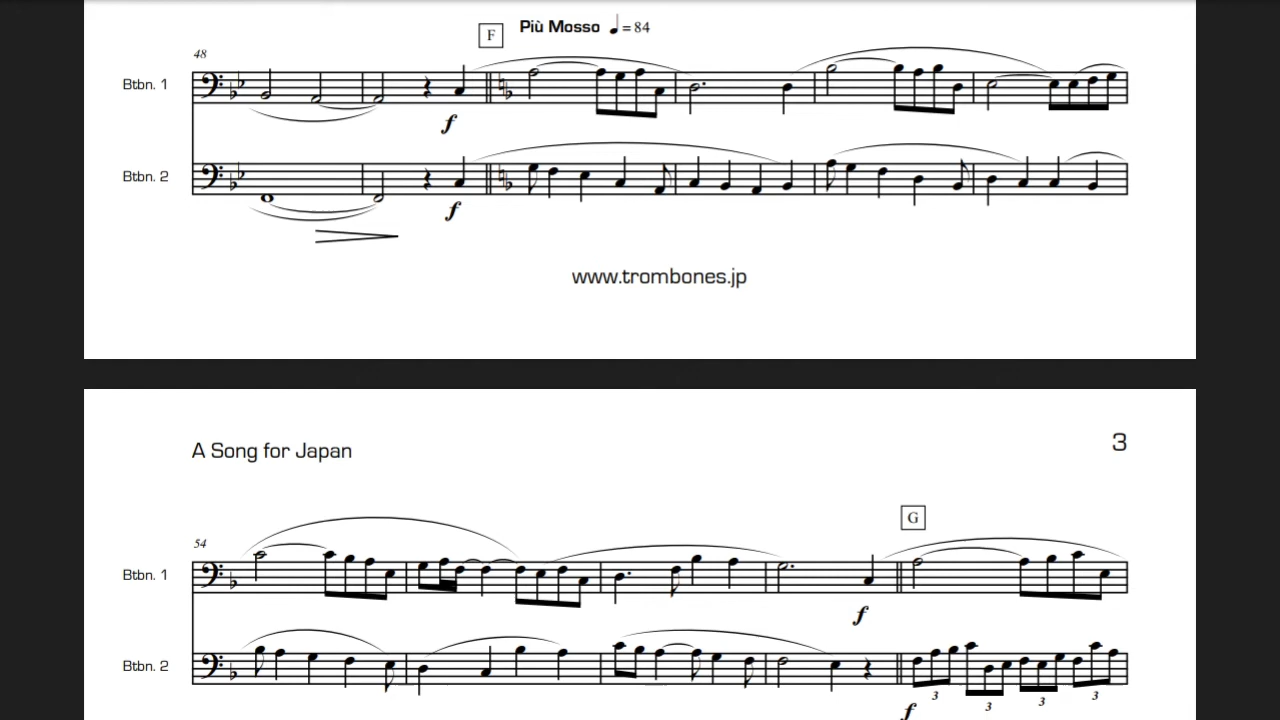 F Più Mosso ♩=84
48
Btbn. 1
f
Btbn. 2
f
www.trombones.jp
A Song for Japan 3
G
54
Btbn. 1
f
Btbn. 2
3 3 3 3
f